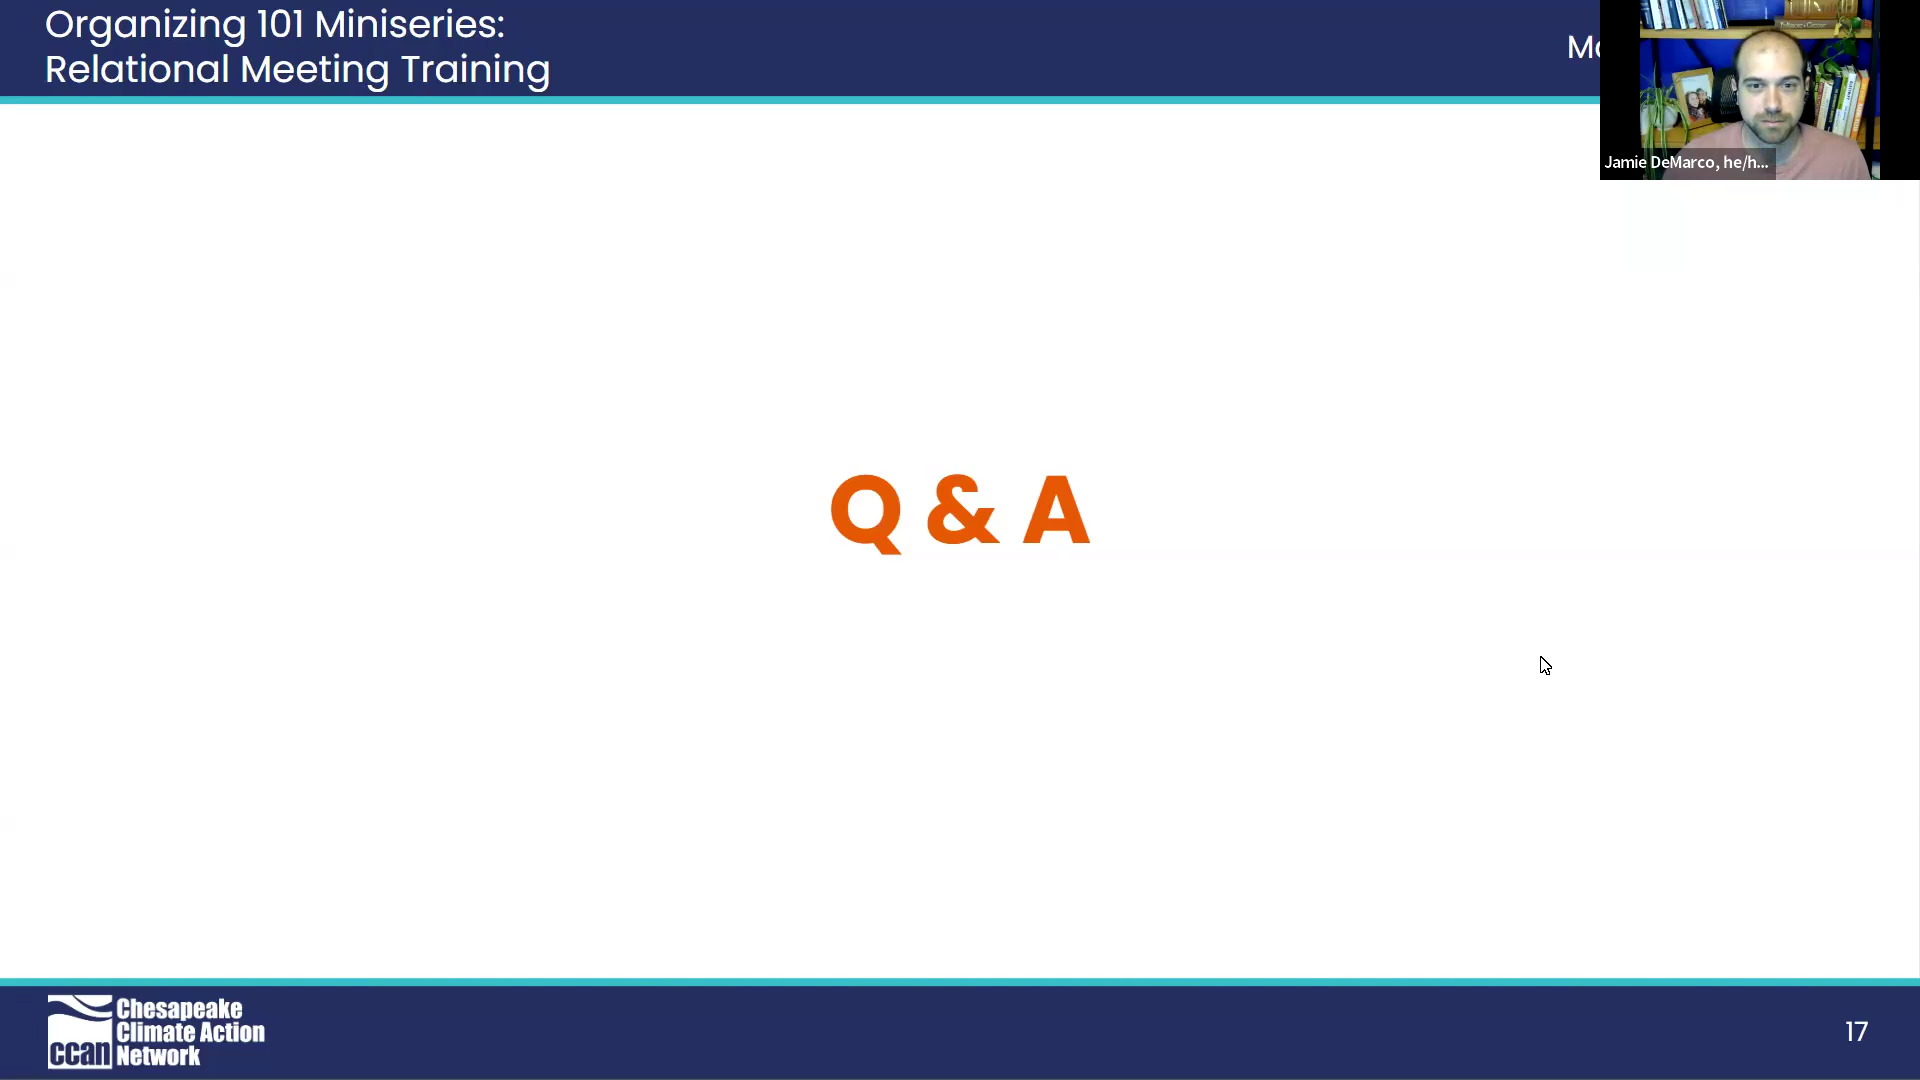 Organizing 101 Miniseries:
Relational Meeting Training
Jamie DeMarco, he/h...
Q & A
ccan
Chesapeake
Climate Action
Network
17